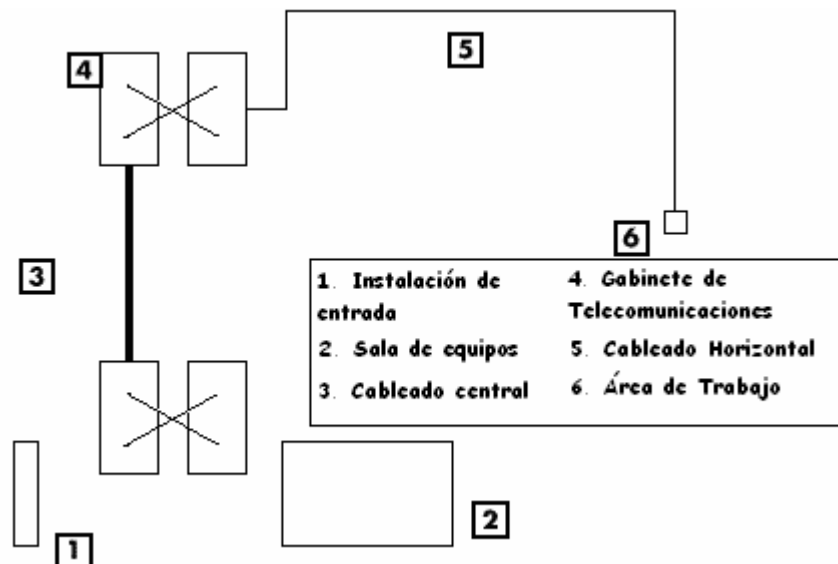 4
5
6
3
1. Instalación de
entrada
2. Sala de equipos
3. Cableado central
4. Gabinete de
Telecomunicaciones
5. Cableado Horizontal
6. Área de Trabajo
2
1